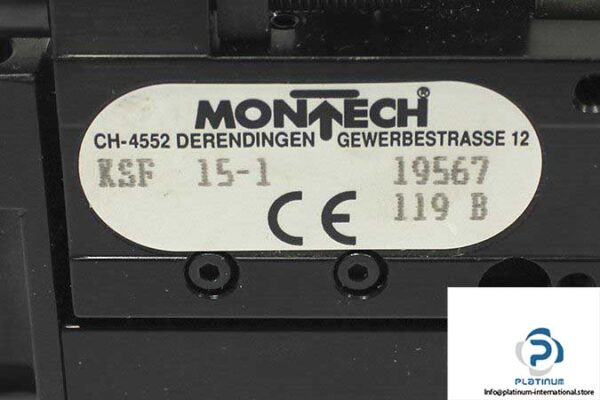 MONTECH®
CH-4552 DERENDINGEN GEWERBESTRASSE 12
KSF 15-1 19567
CE 119 B
PLATINUM
Info@platinum-international.store